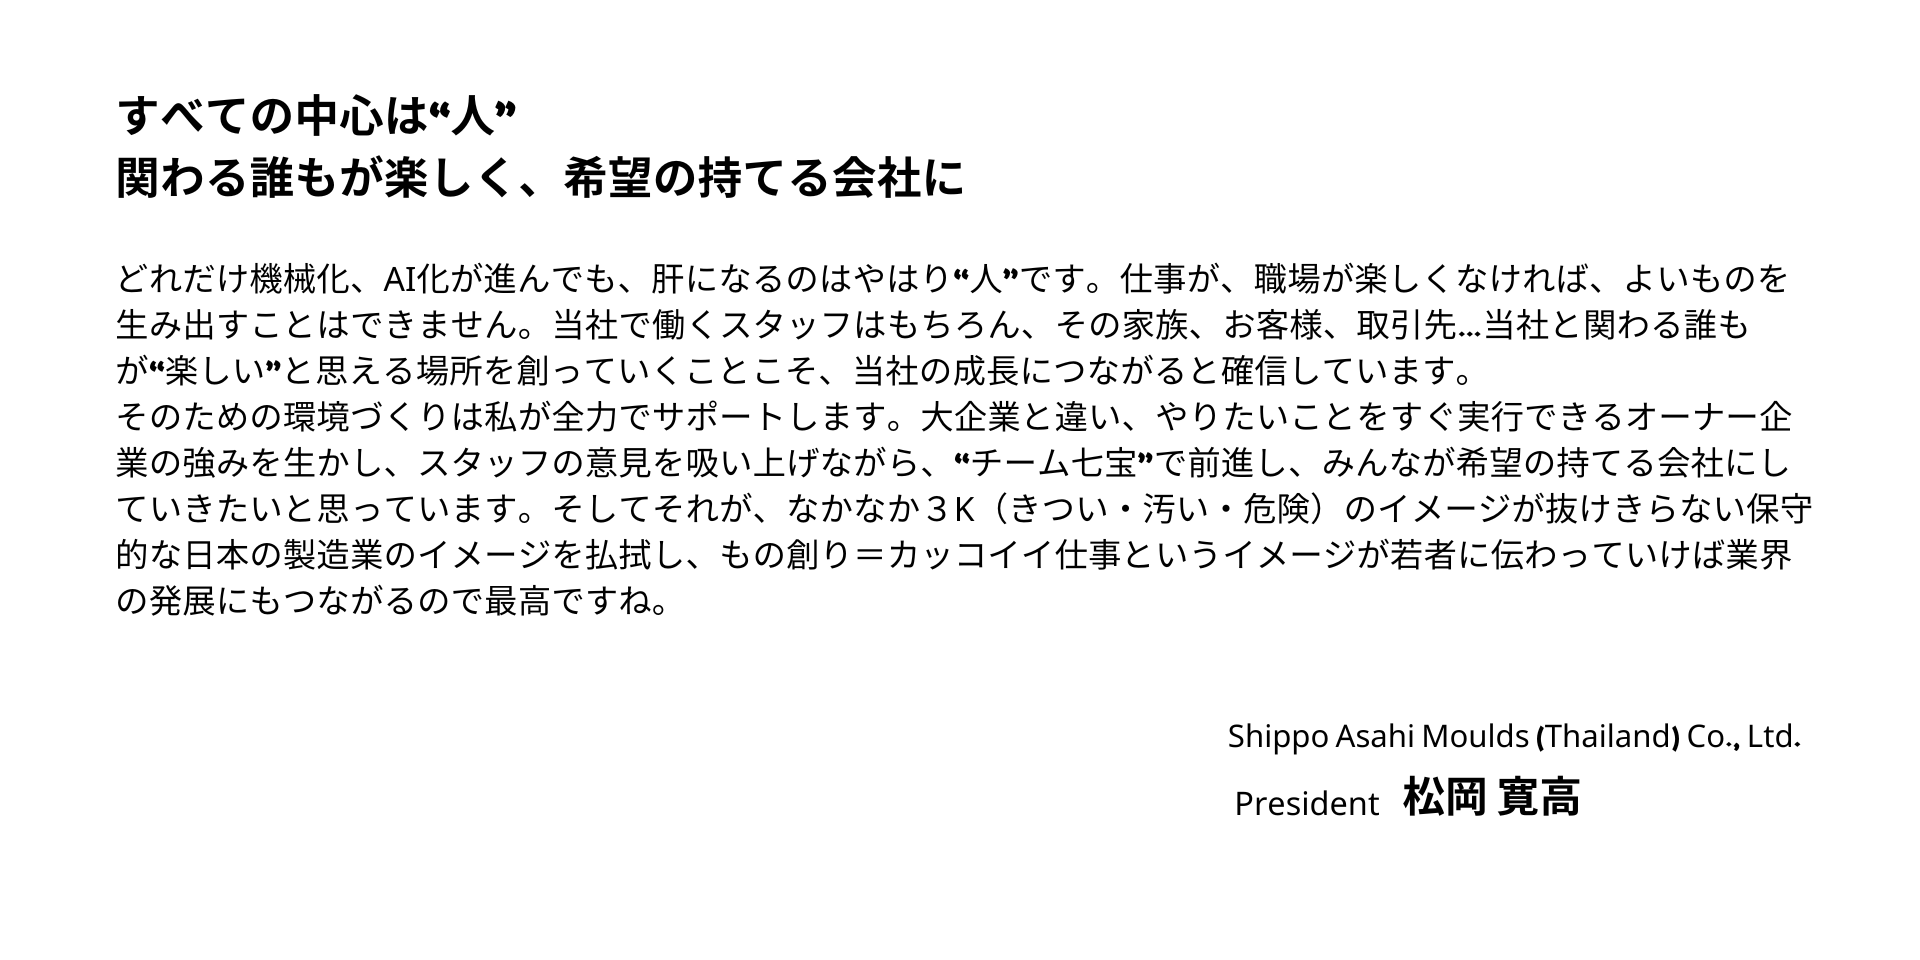 すべての中心は“人”
関わる誰もが楽しく、希望の持てる会社に
どれだけ機械化、AI化が進んでも、肝になるのはやはり“人”です。仕事が、職場が楽しくなければ、よいものを
生み出すことはできません。当社で働くスタッフはもちろん、その家族、お客様、取引先…当社と関わる誰も
が“楽しい”と思える場所を創っていくことこそ、当社の成長につながると確信しています。
そのための環境づくりは私が全力でサポートします。大企業と違い、やりたいことをすぐ実行できるオーナー企
業の強みを生かし、スタッフの意見を吸い上げながら、“チーム七宝”で前進し、みんなが希望の持てる会社にし
ていきたいと思っています。そしてそれが、なかなか３K（きつい・汚い・危険）のイメージが抜けきらない保守
的な日本の製造業のイメージを払拭し、もの創り＝カッコイイ仕事というイメージが若者に伝わっていけば業界
の発展にもつながるので最高ですね。
Shippo Asahi Moulds (Thailand) Co., Ltd.
President 松岡 寛高